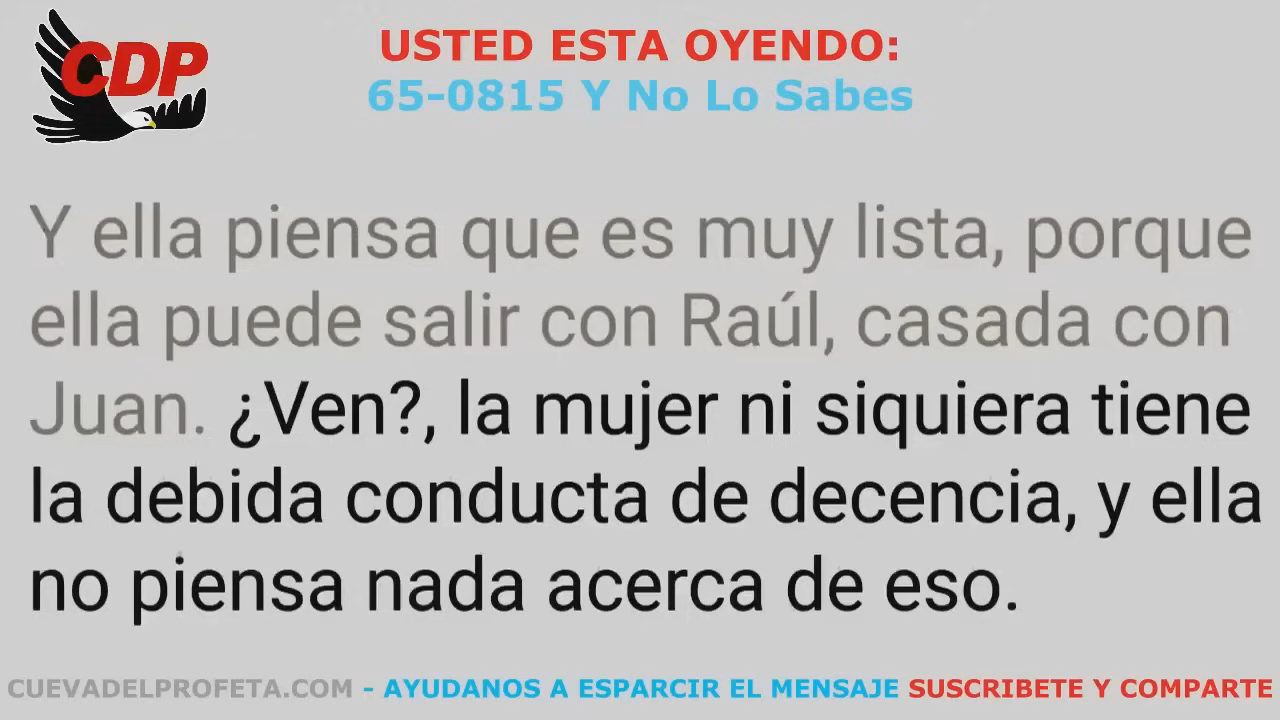 CDP
USTED ESTA OYENDO:
65-0815 Y No Lo Sabes
Y ella piensa que es muy lista, porque
ella puede salir con Raúl, casada con
Juan. ¿Ven?, la mujer ni siquiera tiene
la debida conducta de decencia, y ella
no piensa nada acerca de eso.
CUEVADELPROFETA.COM - AYUDANOS A ESPARCIR EL MENSAJE SUSCRIBETE Y COMPARTE